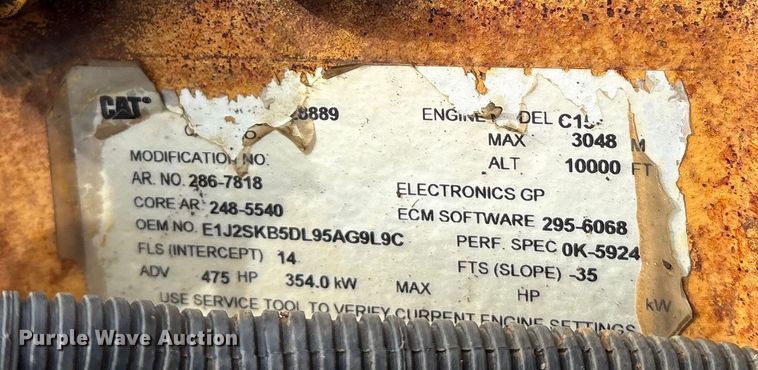 CAT
28889
ENGINE MODEL C15
MAX 3048 M
MODIFICATION NO.
ALT 10000 FT
AR. NO. 286-7818
ELECTRONICS GP
CORE AR. 248-5540
ECM SOFTWARE 295-6068
OEM NO. E1J2SKB5DL95AG9L9C
PERF. SPEC 0K-5924
FLS (INTERCEPT) 14
FTS (SLOPE) -35
ADV 475 HP 354.0 kW MAX HP kW
USE SERVICE TOOL TO VERIFY CURRENT ENGINE SETTINGS
Purple Wave Auction